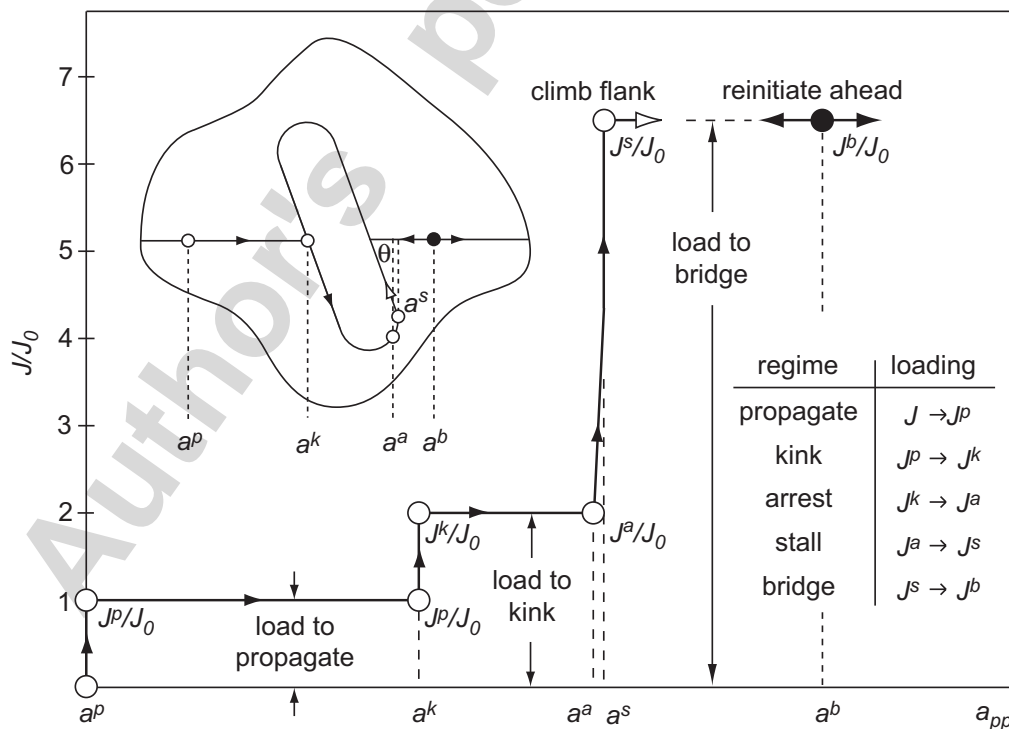 Author's p
J/J₀
7
6
5
4
3
2
1
climb flank
reinitiate ahead
Jˢ/J₀
Jᵇ/J₀
load to
bridge
θ
aˢ
aᵖ
aᵏ
aᵃ
aᵇ
regime loading
propagate J → Jᵖ
kink Jᵖ → Jᵏ
arrest Jᵏ → Jᵃ
stall Jᵃ → Jˢ
bridge Jˢ → Jᵇ
Jᵏ/J₀
Jᵃ/J₀
load to
kink
Jᵖ/J₀
Jᵖ/J₀
load to
propagate
aᵖ
aᵏ
aᵃ
aˢ
aᵇ
aₚₚ